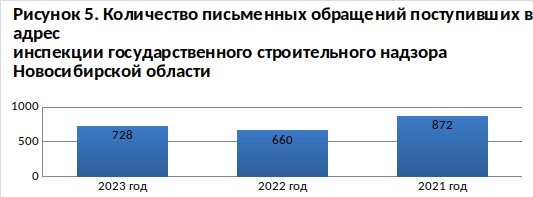 Рисунок 5. Количество письменных обращений поступивших в
адрес
инспекции государственного строительного надзора
Новосибирской области
1000
500
0
728
660
872
2023 год
2022 год
2021 год